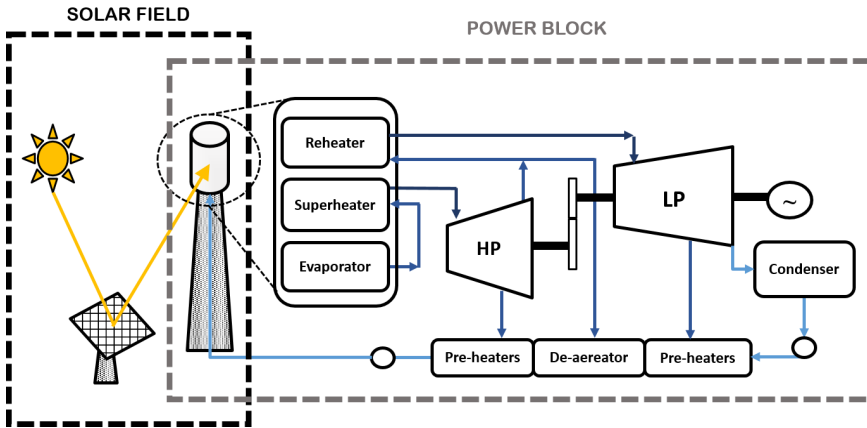 SOLAR FIELD
POWER BLOCK
Reheater
Superheater
Evaporator
HP
LP
~
Condenser
Pre-heaters
De-aereator
Pre-heaters